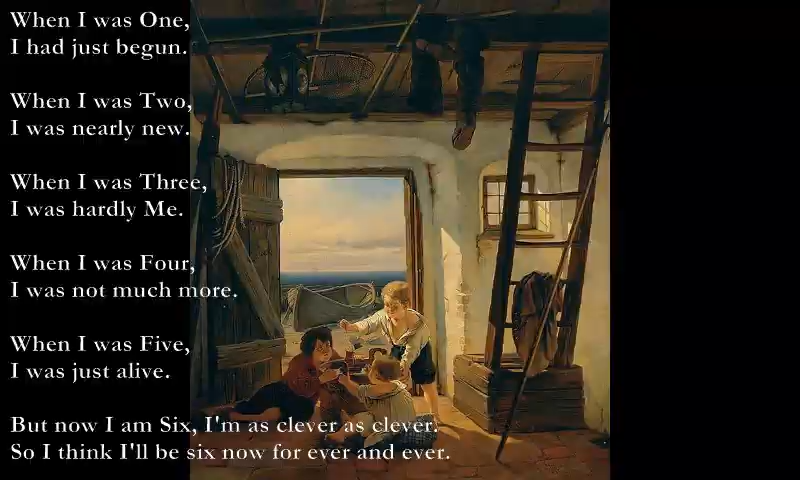 When I was One,
I had just begun.
When I was Two,
I was nearly new.
When I was Three,
I was hardly Me.
When I was Four,
I was not much more.
When I was Five,
I was just alive.
But now I am Six, I'm as clever as clever.
So I think I'll be six now for ever and ever.